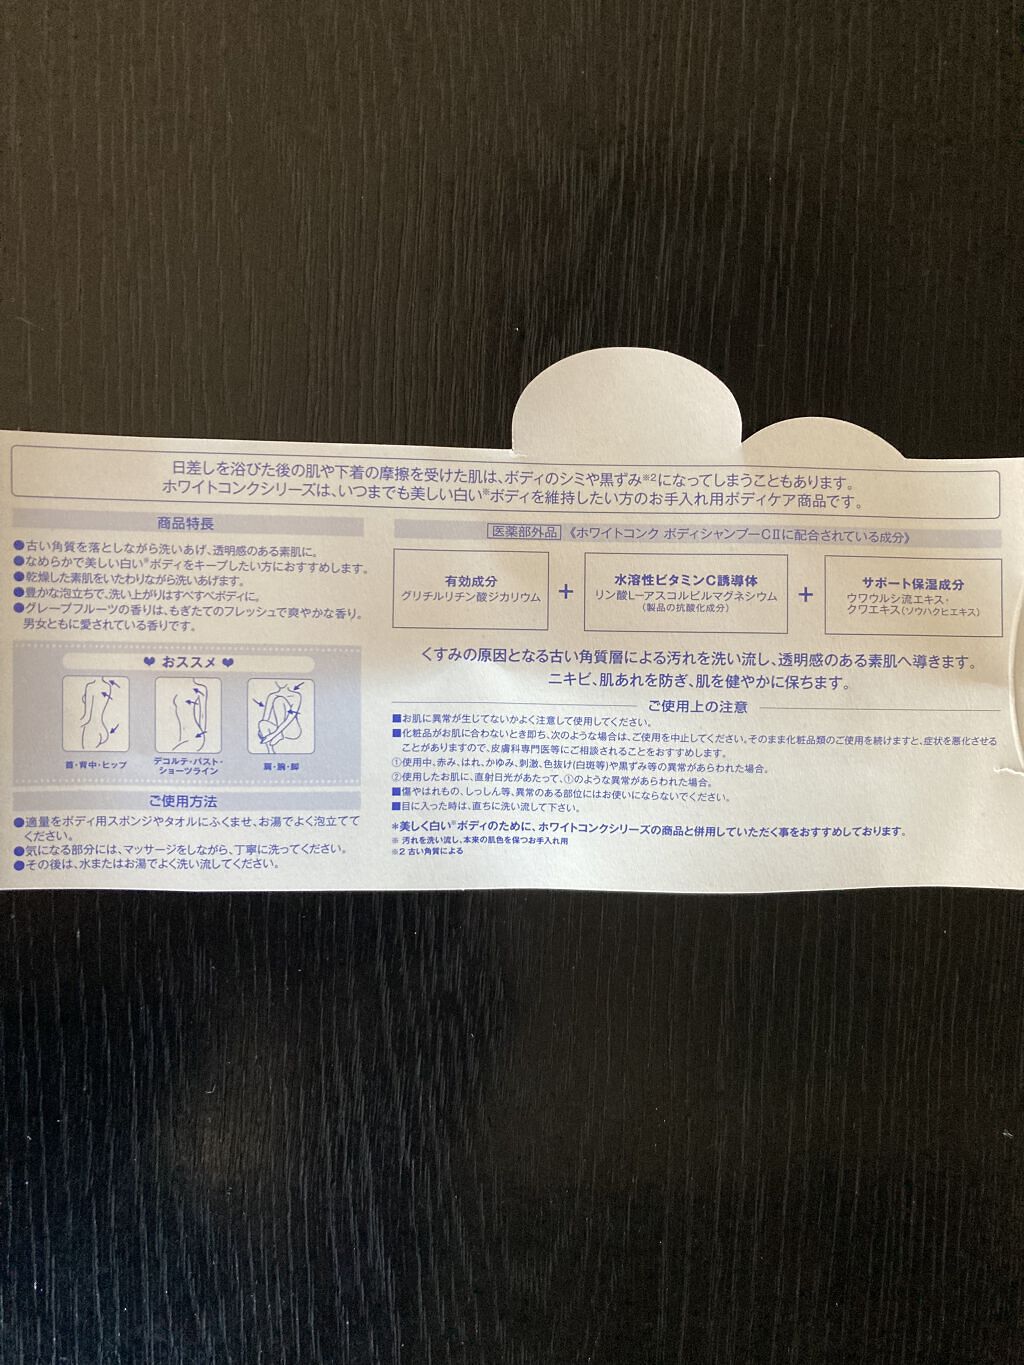 日差しを浴びた後の肌や下着の摩擦を受けた肌は、ボディのシミや黒ずみ※2になってしまうこともあります。
ホワイトコンクシリーズは、いつまでも美しい白い※ボディを維持したい方のお手入れ用ボディケア商品です。
商品特長
●古い角質を落としながら洗いあげ、透明感のある素肌に。
●なめらかで美しい白い※ボディをキープしたい方におすすめします。
●乾燥した素肌をいたわりながら洗いあげます。
●豊かな泡立ちで、洗い上がりはすべすべボディに。
●グレープフルーツの香りは、もぎたてのフレッシュで爽やかな香り。
男女ともに愛されている香りです。
♥ おススメ ♥
首・背中・ヒップ
デコルテ・バスト・
ショーツライン
肩・腕・脚
ご使用方法
●適量をボディ用スポンジやタオルにふくませ、お湯でよく泡立てて
ください。
●気になる部分には、マッサージをしながら、丁寧に洗ってください。
●その後は、水またはお湯でよく洗い流してください。
医薬部外品 《ホワイトコンク ボディシャンプーCⅡに配合されている成分》
有効成分
グリチルリチン酸ジカリウム
+
水溶性ビタミンC誘導体
リン酸L-アスコルビルマグネシウム
(製品の抗酸化成分)
+
サポート保湿成分
ウワウルシ流エキス・
クワエキス(ソウハクヒエキス)
くすみの原因となる古い角質層による汚れを洗い流し、透明感のある素肌へ導きます。
ニキビ、肌あれを防ぎ、肌を健やかに保ちます。
ご使用上の注意
■お肌に異常が生じてないかよく注意して使用してください。
■化粧品がお肌に合わないとき即ち、次のような場合は、ご使用を中止してください。そのまま化粧品類のご使用を続けますと、症状を悪化させる
ことがありますので、皮膚科専門医等にご相談されることをおすすめします。
①使用中、赤み、はれ、かゆみ、刺激、色抜け(白斑等)や黒ずみ等の異常があらわれた場合。
②使用したお肌に、直射日光があたって、①のような異常があらわれた場合。
■傷やはれもの、しっしん等、異常のある部位にはお使いにならないでください。
■目に入った時は、直ちに洗い流して下さい。
＊美しく白い※ボディのために、ホワイトコンクシリーズの商品と併用していただく事をおすすめしております。
※ 汚れを洗い流し、本来の肌色を保つお手入れ用
※2 古い角質による